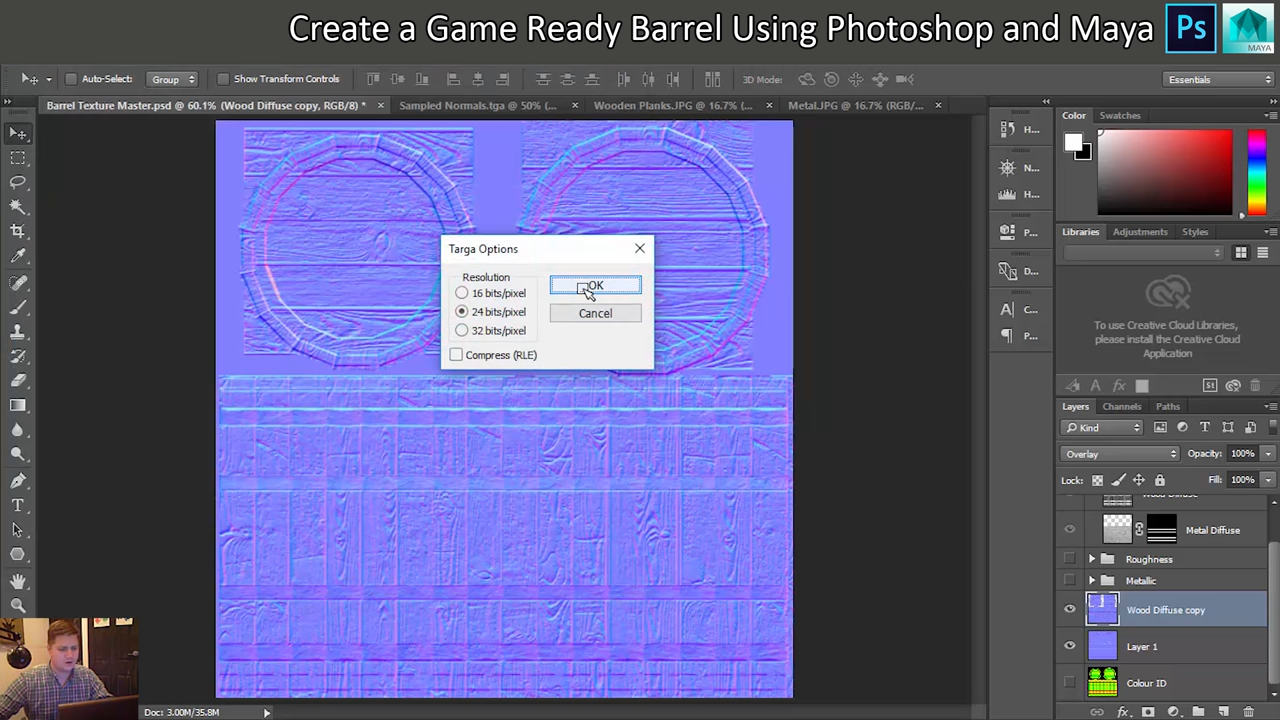 Create a Game Ready Barrel Using Photoshop and Maya
Ps
MAYA
Auto-Select:
Group
Show Transform Controls
3D Mode:
Essentials
Barrel Texture Master.psd @ 60.1% (Wood Diffuse copy, RGB/8) *
Sampled Normals.tga @ 50% (...
Wooden Planks.JPG @ 16.7% (...
Metal.JPG @ 16.7% (RGB/...
H...
N...
H...
P...
D...
C...
P...
Color
Swatches
Libraries
Adjustments
Styles
To use Creative Cloud Libraries,
please install the Creative Cloud
Application
Targa Options
Resolution
16 bits/pixel
24 bits/pixel
32 bits/pixel
Compress (RLE)
OK
Cancel
Layers
Channels
Paths
Kind
Overlay
Opacity:
100%
Lock:
Fill:
100%
Wood Diffuse
Metal Diffuse
Roughness
Metallic
Wood Diffuse copy
Layer 1
Colour ID
Doc: 3.00M/35.8M